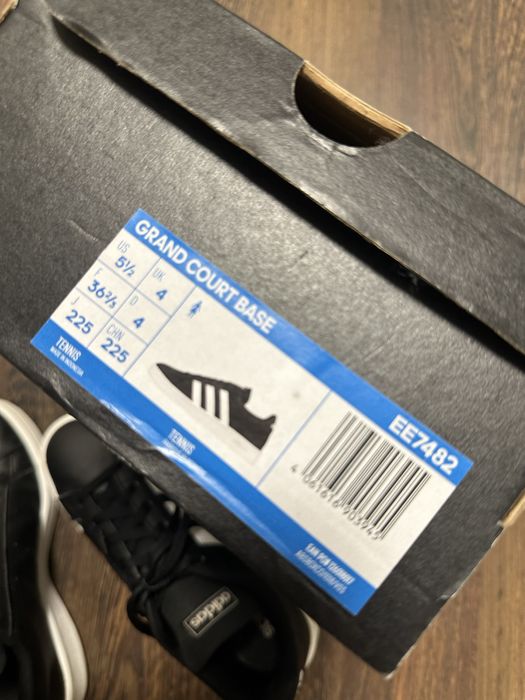 GRAND COURT BASE
US
5½
UK
4
F
36⅔
D
4
J
225
CHN
225
TENNIS
MADE IN INDONESIA
TENNIS
EE7482
adidas